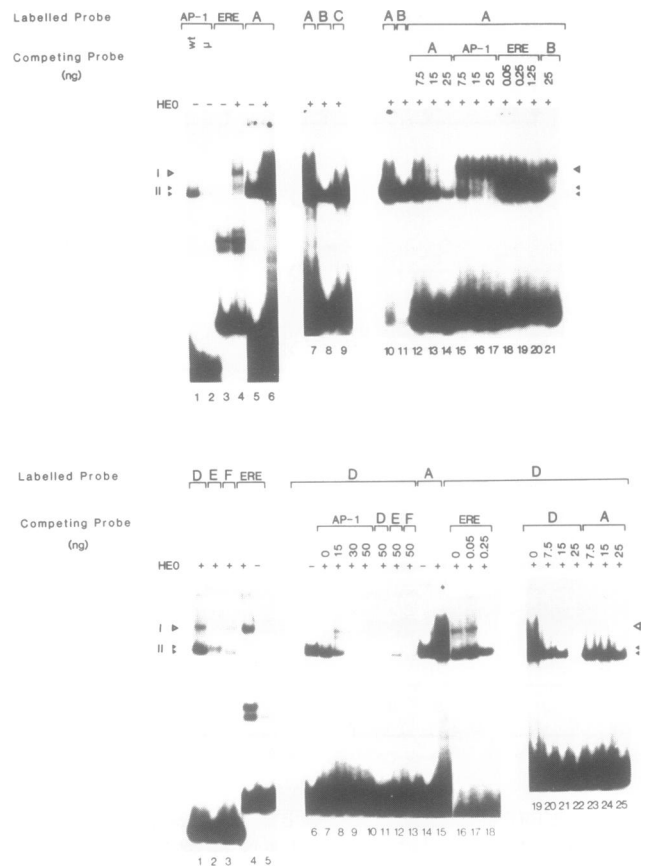 Labelled Probe AP-1 ERE A A B C A B A
Competing Probe wt µ A AP-1 ERE B
(ng) 7.5 15 25 7.5 15 25 0.05 0.25 1.25 25
HE0 - - - + - + + + + + + + + + + + + + + + +
I
II
1 2 3 4 5 6 7 8 9 10 11 12 13 14 15 16 17 18 19 20 21
Labelled Probe D E F ERE D A D
Competing Probe AP-1 D E F ERE D A
(ng) 0 15 30 50 50 50 50 0 0.05 0.25 0 7.5 15 25 7.5 15 25
HE0 + + + + - - + + + + + + + - + + + + + + + + + + +
I
II
1 2 3 4 5 6 7 8 9 10 11 12 13 14 15 16 17 18 19 20 21 22 23 24 25